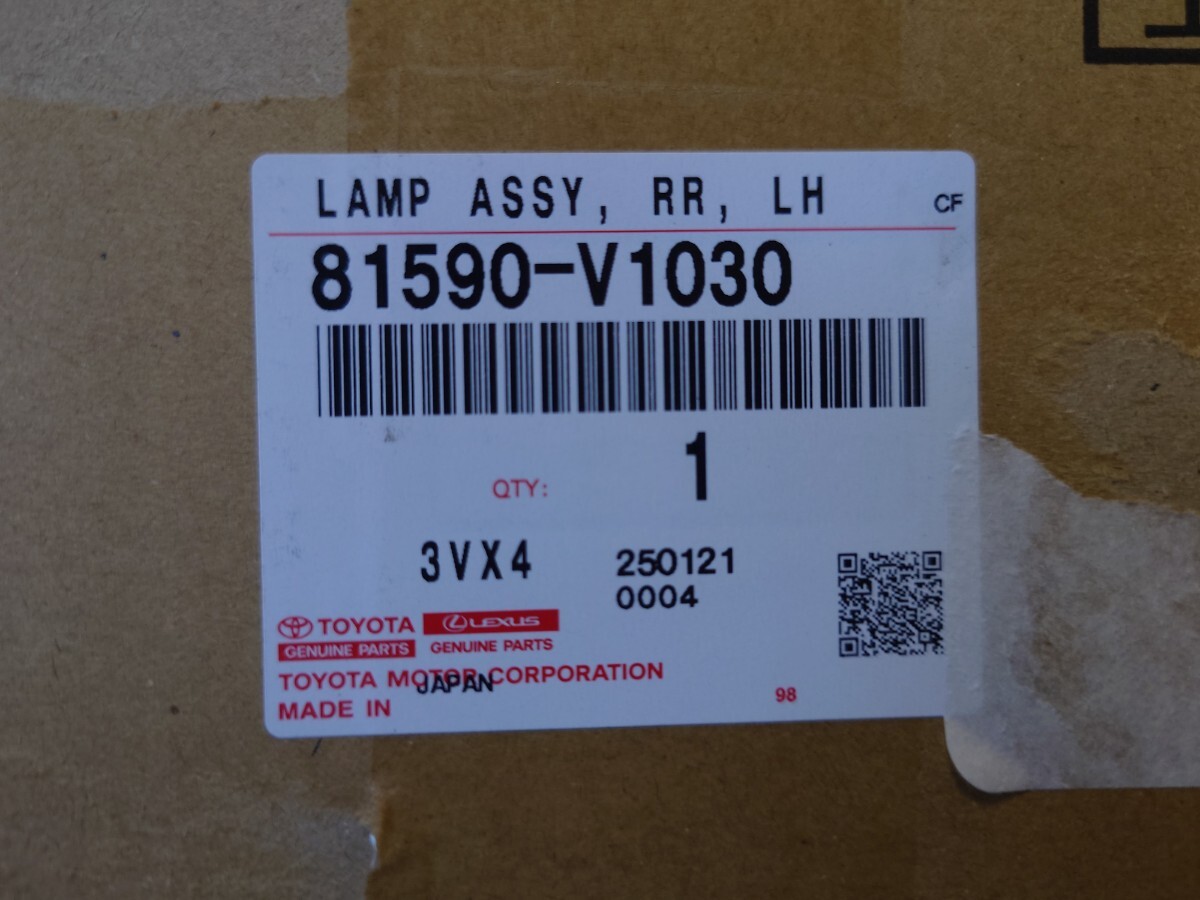 LAMP ASSY, RR, LH
CF
81590-V1030
QTY: 1
3VX4
250121
0004
TOYOTA
GENUINE PARTS
LEXUS
GENUINE PARTS
TOYOTA MOTOR CORPORATION
JAPAN
MADE IN
98